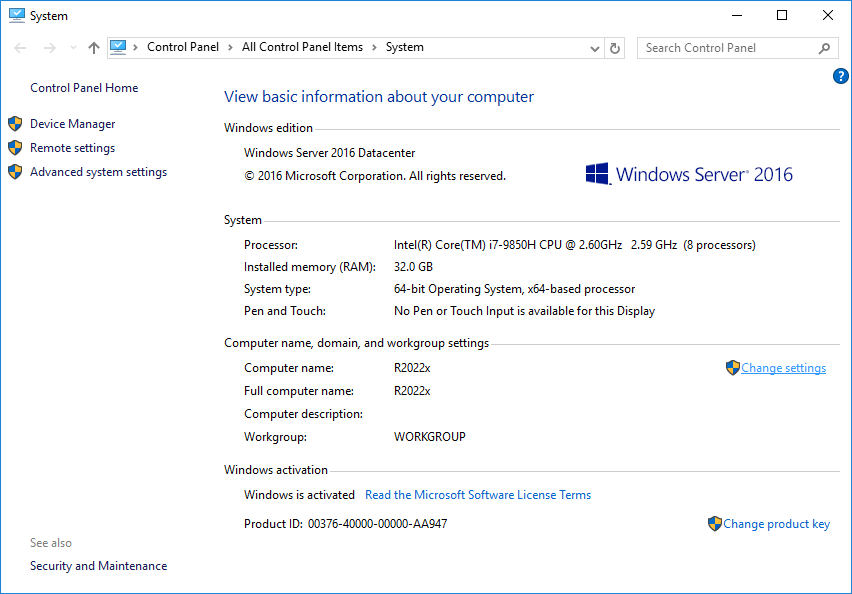 System
Control Panel › All Control Panel Items › System
Search Control Panel
?
Control Panel Home
Device Manager
Remote settings
Advanced system settings
View basic information about your computer
Windows edition
Windows Server 2016 Datacenter
© 2016 Microsoft Corporation. All rights reserved.
Windows Server® 2016
System
Processor: Intel(R) Core(TM) i7-9850H CPU @ 2.60GHz 2.59 GHz (8 processors)
Installed memory (RAM): 32.0 GB
System type: 64-bit Operating System, x64-based processor
Pen and Touch: No Pen or Touch Input is available for this Display
Computer name, domain, and workgroup settings
Computer name: R2022x Change settings
Full computer name: R2022x
Computer description:
Workgroup: WORKGROUP
Windows activation
Windows is activated Read the Microsoft Software License Terms
Product ID: 00376-40000-00000-AA947 Change product key
See also
Security and Maintenance